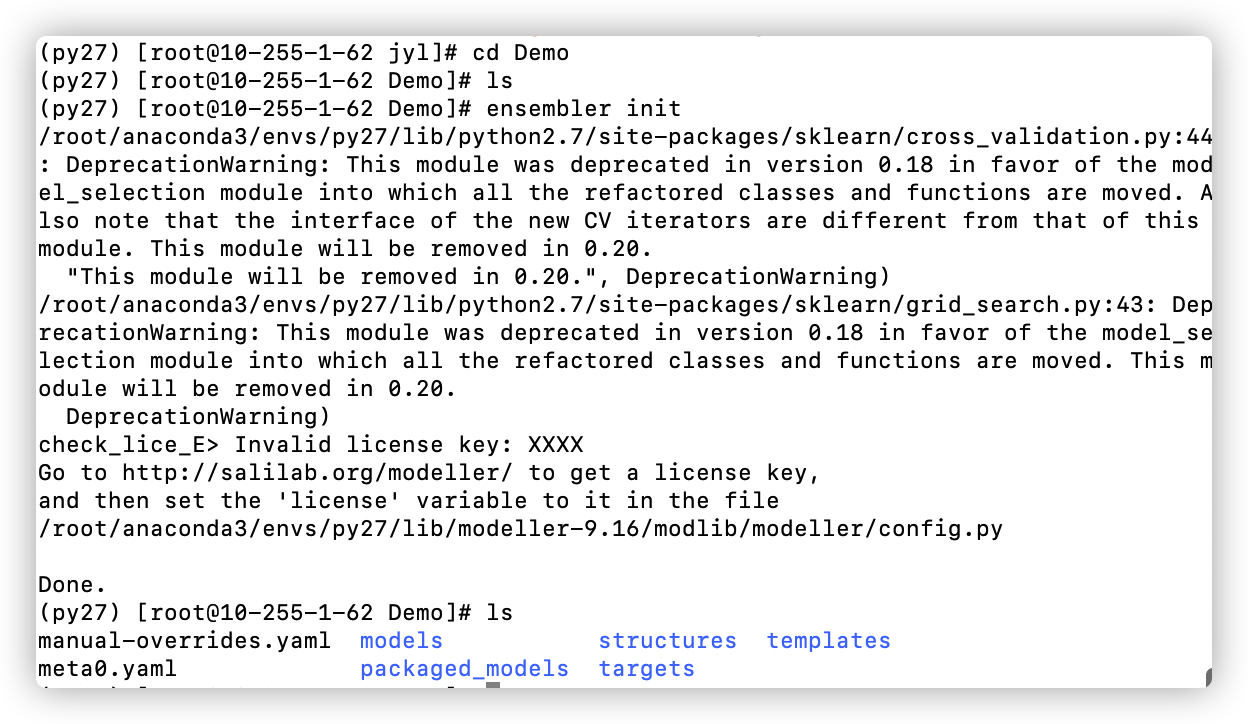 (py27) [root@10-255-1-62 jyl]# cd Demo
(py27) [root@10-255-1-62 Demo]# ls
(py27) [root@10-255-1-62 Demo]# ensembler init
/root/anaconda3/envs/py27/lib/python2.7/site-packages/sklearn/cross_validation.py:44
: DeprecationWarning: This module was deprecated in version 0.18 in favor of the mod
el_selection module into which all the refactored classes and functions are moved. A
lso note that the interface of the new CV iterators are different from that of this
module. This module will be removed in 0.20.
  "This module will be removed in 0.20.", DeprecationWarning)
/root/anaconda3/envs/py27/lib/python2.7/site-packages/sklearn/grid_search.py:43: Dep
recationWarning: This module was deprecated in version 0.18 in favor of the model_se
lection module into which all the refactored classes and functions are moved. This m
odule will be removed in 0.20.
  DeprecationWarning)
check_lice_E> Invalid license key: XXXX
Go to http://salilab.org/modeller/ to get a license key,
and then set the 'license' variable to it in the file
/root/anaconda3/envs/py27/lib/modeller-9.16/modlib/modeller/config.py

Done.
(py27) [root@10-255-1-62 Demo]# ls
manual-overrides.yaml  models           structures  templates
meta0.yaml             packaged_models  targets